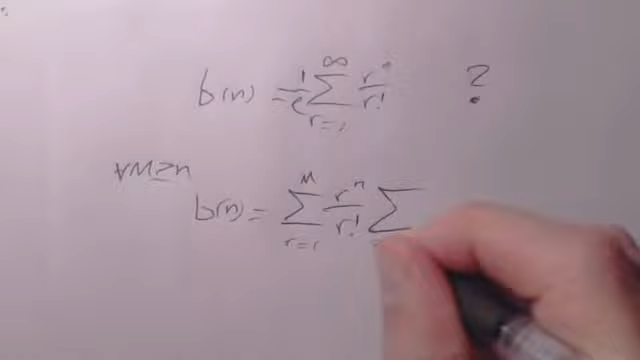 b(n) = 1/e ∑_{r=1}^{∞} r^n/r! ?
∀M≥n
b(n) = ∑_{r=1}^{M} r^n/r! ∑